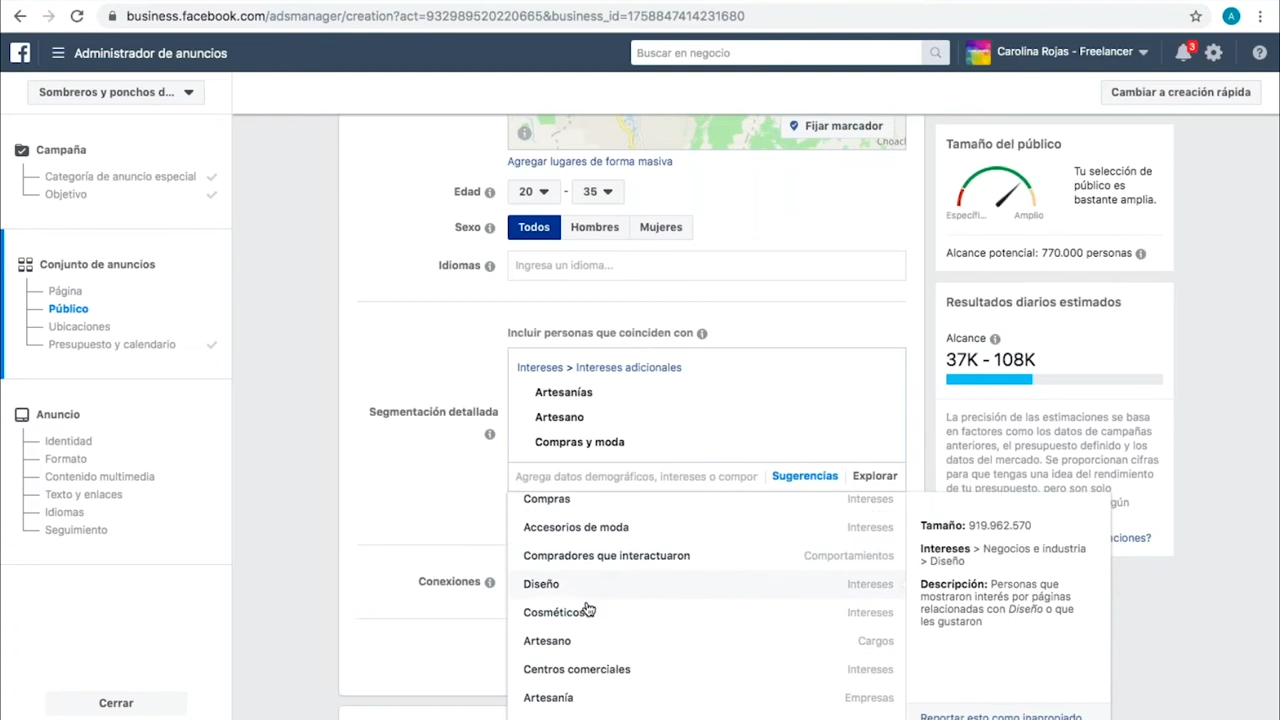 business.facebook.com/adsmanager/creation?act=932989520220665&business_id=1758847414231680
A
Administrador de anuncios
Buscar en negocio
Carolina Rojas - Freelancer
3
Sombreros y ponchos d...
Cambiar a creación rápida
Campaña
Categoría de anuncio especial
Objetivo
Conjunto de anuncios
Página
Público
Ubicaciones
Presupuesto y calendario
Anuncio
Identidad
Formato
Contenido multimedia
Texto y enlaces
Idiomas
Seguimiento
Cerrar
Fijar marcador
Choachí
Agregar lugares de forma masiva
Edad
20
-
35
Sexo
Todos
Hombres
Mujeres
Idiomas
Ingresa un idioma...
Incluir personas que coinciden con
Segmentación detallada
Intereses > Intereses adicionales
Artesanías
Artesano
Compras y moda
Agrega datos demográficos, intereses o compor
Sugerencias
Explorar
Compras Intereses
Accesorios de moda Intereses
Compradores que interactuaron Comportamientos
Diseño Intereses
Cosméticos Intereses
Artesano Cargos
Centros comerciales Intereses
Artesanía Empresas
Conexiones
Tamaño del público
Tu selección de
público es
bastante amplia.
Específi...
Amplio
Alcance potencial: 770.000 personas
Resultados diarios estimados
Alcance
37K - 108K
La precisión de las estimaciones se basa
en factores como los datos de campañas
anteriores, el presupuesto definido y los
datos del mercado. Se proporcionan cifras
para que tengas una idea del rendimiento
de tu presupuesto, pero son solo
gún
ciones?
Tamaño: 919.962.570
Intereses > Negocios e industria
> Diseño
Descripción: Personas que
mostraron interés por páginas
relacionadas con Diseño o que
les gustaron
Reportar esto como inapropiado